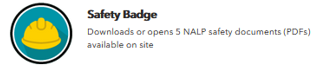 Safety Badge
Downloads or opens 5 NALP safety documents (PDFs)
available on site